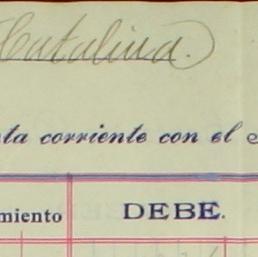 Catalina.
ta corriente con el
miento DEBE.